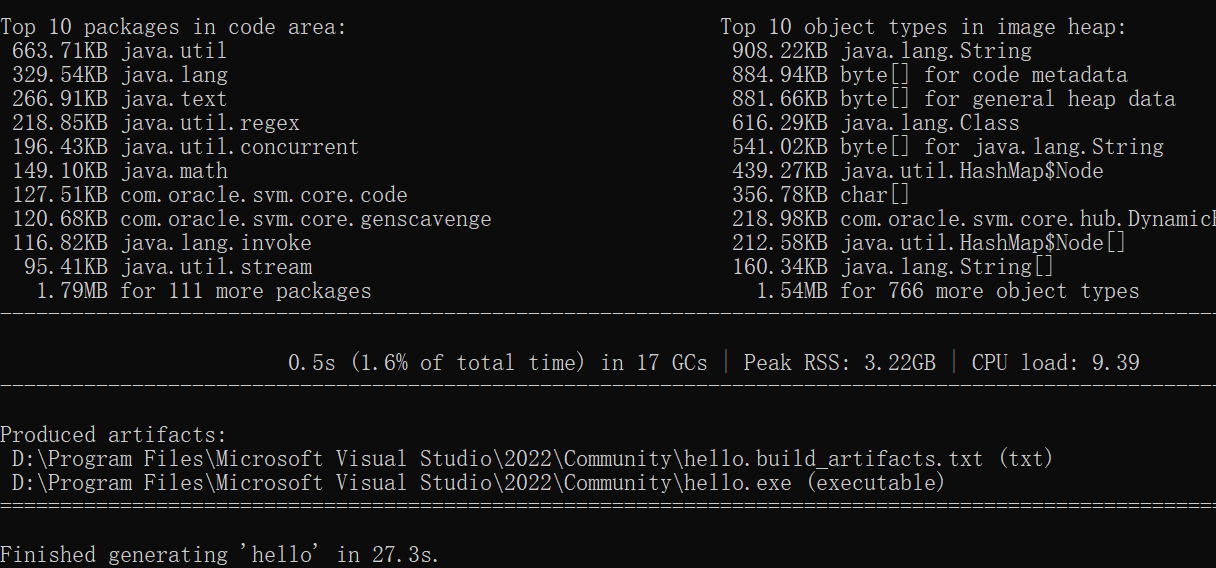 Top 10 packages in code area:                               Top 10 object types in image heap:
 663.71KB java.util                                          908.22KB java.lang.String
 329.54KB java.lang                                          884.94KB byte[] for code metadata
 266.91KB java.text                                          881.66KB byte[] for general heap data
 218.85KB java.util.regex                                    616.29KB java.lang.Class
 196.43KB java.util.concurrent                               541.02KB byte[] for java.lang.String
 149.10KB java.math                                          439.27KB java.util.HashMap$Node
 127.51KB com.oracle.svm.core.code                           356.78KB char[]
 120.68KB com.oracle.svm.core.genscavenge                    218.98KB com.oracle.svm.core.hub.Dynamic
 116.82KB java.lang.invoke                                   212.58KB java.util.HashMap$Node[]
  95.41KB java.util.stream                                   160.34KB java.lang.String[]
   1.79MB for 111 more packages                                1.54MB for 766 more object types
                        0.5s (1.6% of total time) in 17 GCs | Peak RSS: 3.22GB | CPU load: 9.39
Produced artifacts:
 D:\Program Files\Microsoft Visual Studio\2022\Community\hello.build_artifacts.txt (txt)
 D:\Program Files\Microsoft Visual Studio\2022\Community\hello.exe (executable)
Finished generating 'hello' in 27.3s.